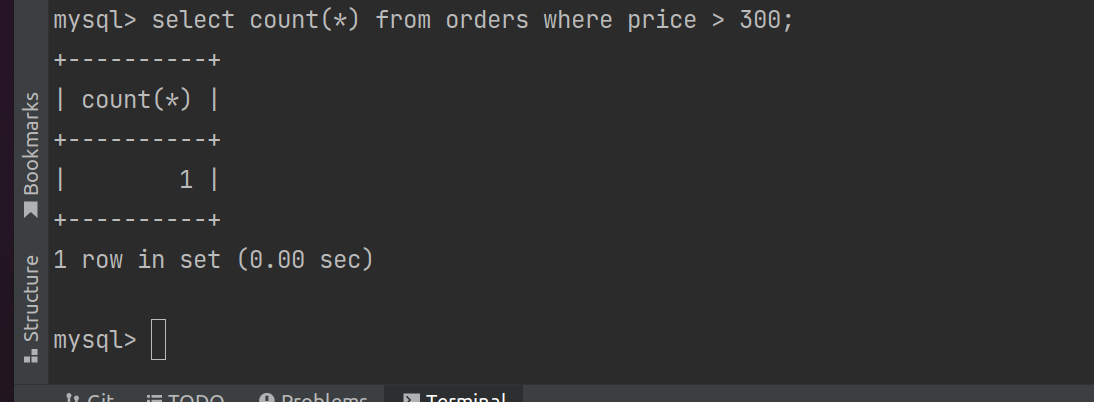 mysql> select count(*) from orders where price > 300;
+----------+
| count(*) |
+----------+
|        1 |
+----------+
1 row in set (0.00 sec)
mysql>
Bookmarks
Structure
Git TODO Problems Terminal